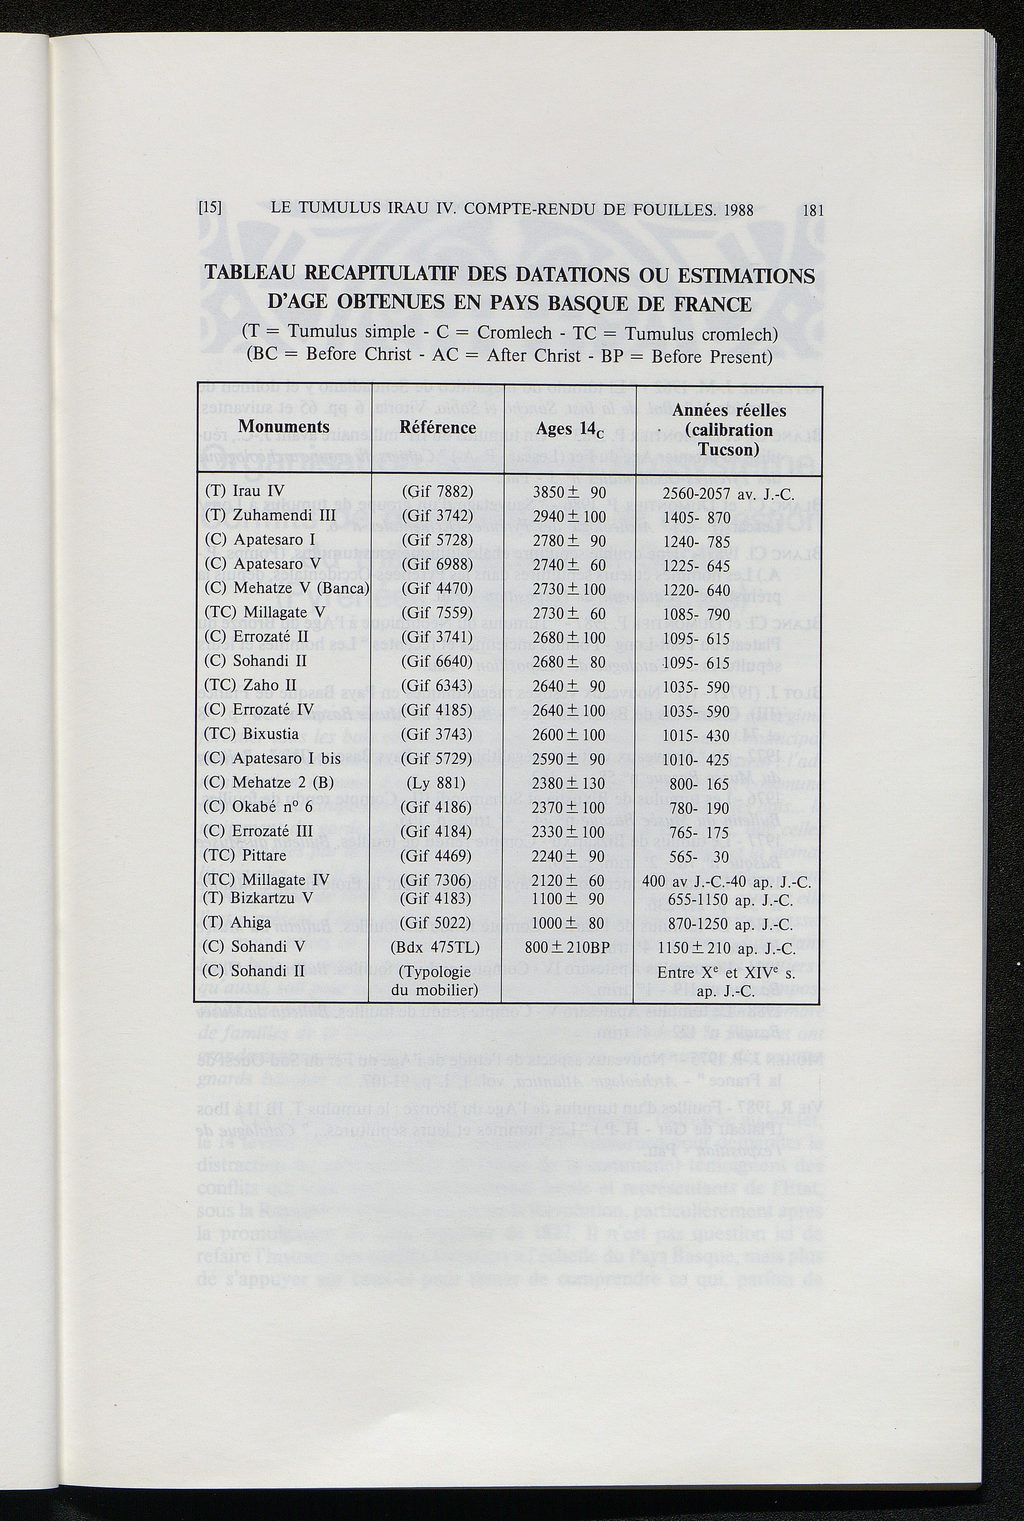 [15] LE TUMULUS IRAU IV. COMPTE-RENDU DE FOUILLES. 1988 181
TABLEAU RECAPITULATIF DES DATATIONS OU ESTIMATIONS
D'AGE OBTENUES EN PAYS BASQUE DE FRANCE
(T = Tumulus simple - C = Cromlech - TC = Tumulus cromlech)
(BC = Before Christ - AC = After Christ - BP = Before Present)
Monuments Référence Ages 14C Années réelles
(calibration
Tucson)
(T) Irau IV (Gif 7882) 3850 ± 90 2560-2057 av. J.-C.
(T) Zuhamendi III (Gif 3742) 2940 ± 100 1405- 870
(C) Apatesaro I (Gif 5728) 2780 ± 90 1240- 785
(C) Apatesaro V (Gif 6988) 2740 ± 60 1225- 645
(C) Mehatze V (Banca) (Gif 4470) 2730 ± 100 1220- 640
(TC) Millagate V (Gif 7559) 2730 ± 60 1085- 790
(C) Errozaté II (Gif 3741) 2680 ± 100 1095- 615
(C) Sohandi II (Gif 6640) 2680 ± 80 1095- 615
(TC) Zaho II (Gif 6343) 2640 ± 90 1035- 590
(C) Errozaté IV (Gif 4185) 2640 ± 100 1035- 590
(TC) Bixustia (Gif 3743) 2600 ± 100 1015- 430
(C) Apatesaro I bis (Gif 5729) 2590 ± 90 1010- 425
(C) Mehatze 2 (B) (Ly 881) 2380 ± 130 800- 165
(C) Okabé nº 6 (Gif 4186) 2370 ± 100 780- 190
(C) Errozaté III (Gif 4184) 2330 ± 100 765- 175
(TC) Pittare (Gif 4469) 2240 ± 90 565- 30
(TC) Millagate IV (Gif 7306) 2120 ± 60 400 av J.-C.-40 ap. J.-C.
(T) Bizkartzu V (Gif 4183) 1100 ± 90 655-1150 ap. J.-C.
(T) Ahiga (Gif 5022) 1000 ± 80 870-1250 ap. J.-C.
(C) Sohandi V (Bdx 475TL) 800 ± 210BP 1150 ± 210 ap. J.-C.
(C) Sohandi II (Typologie Entre Xe et XIVe s.
du mobilier) ap. J.-C.